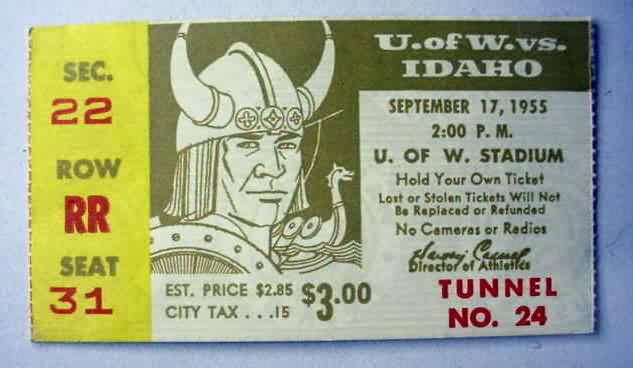 SEC.
22
ROW
RR
SEAT
31
U. of W. vs.
IDAHO
SEPTEMBER 17, 1955
2:00 P. M.
U. OF W. STADIUM
Hold Your Own Ticket
Lost or Stolen Tickets Will Not
Be Replaced or Refunded
No Cameras or Radios
Director of Athletics
EST. PRICE $2.85 $3.00
CITY TAX . . .15
TUNNEL
NO. 24